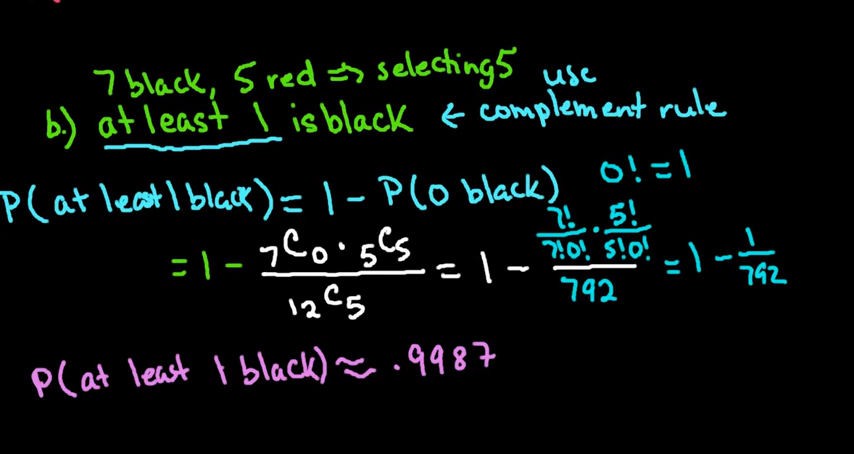 7 black, 5 red => selecting 5
use
b.) at least 1 is black ← complement rule
P(at least 1 black) = 1 - P(0 black) 0! = 1
= 1 - (₇C₀ · ₅C₅)/(₁₂C₅) = 1 - (7!/(7!0!) · 5!/(5!0!))/792 = 1 - 1/792
P(at least 1 black) ≈ .9987